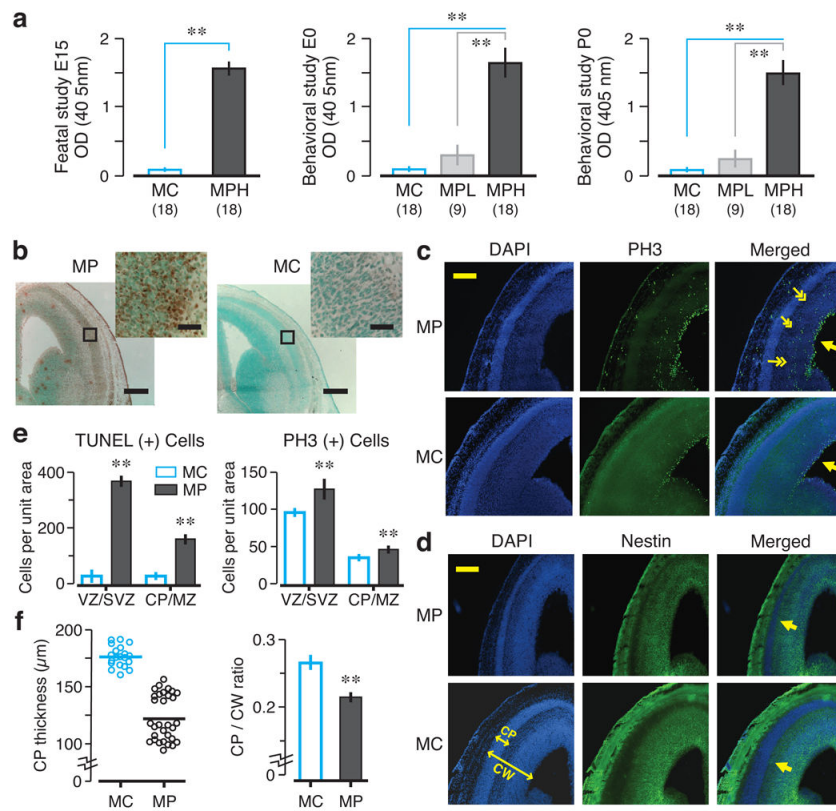 a
**
Featal study E15
OD (40 5nm)
2
1
0
MC
MPH
(18)
(18)
**
**
Behavioral study E0
OD (40 5nm)
2
1
0
MC
MPL
MPH
(18)
(9)
(18)
**
**
Behavioral study P0
OD (405 nm)
2
1
0
MC
MPL
MPH
(18)
(9)
(18)
b
MP
MC
c
DAPI
PH3
Merged
MP
MC
e
TUNEL (+) Cells
Cells per unit area
400
200
0
**
**
MC
MP
VZ/SVZ
CP/MZ
PH3 (+) Cells
Cells per unit area
150
100
50
0
**
**
VZ/SVZ
CP/MZ
d
DAPI
Nestin
Merged
MP
MC
CP
CW
f
CP thickness (µm)
200
150
100
MC
MP
CP / CW ratio
0.3
0.2
**
MC
MP